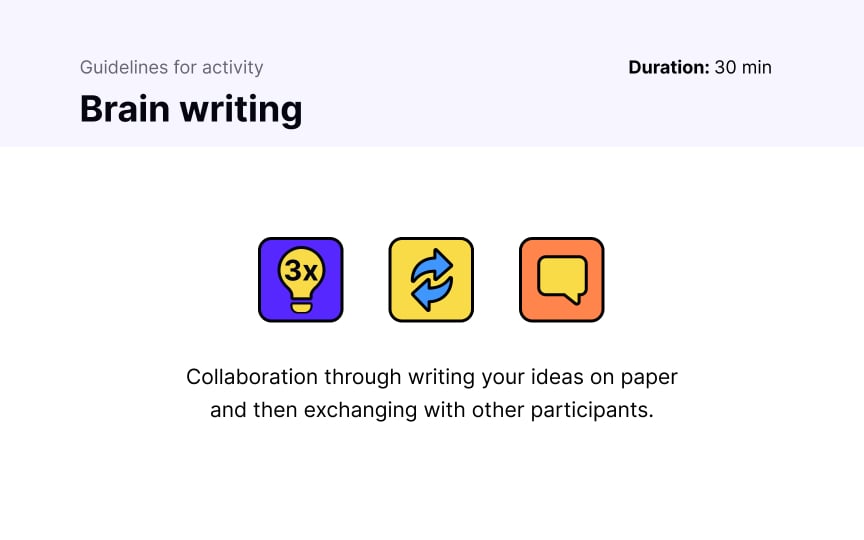 Guidelines for activity
Duration: 30 min
Brain writing
3x
Collaboration through writing your ideas on paper
and then exchanging with other participants.